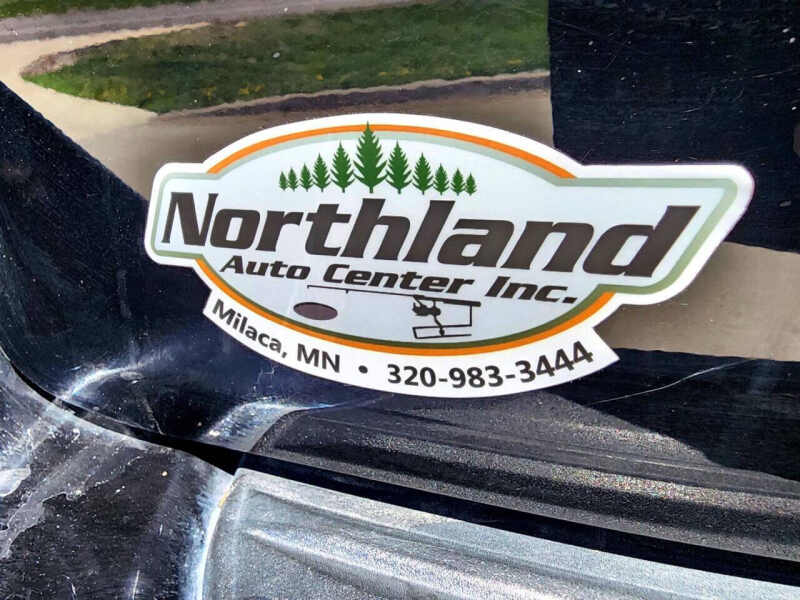 Northland
Auto Center Inc.
Milaca, MN • 320-983-3444